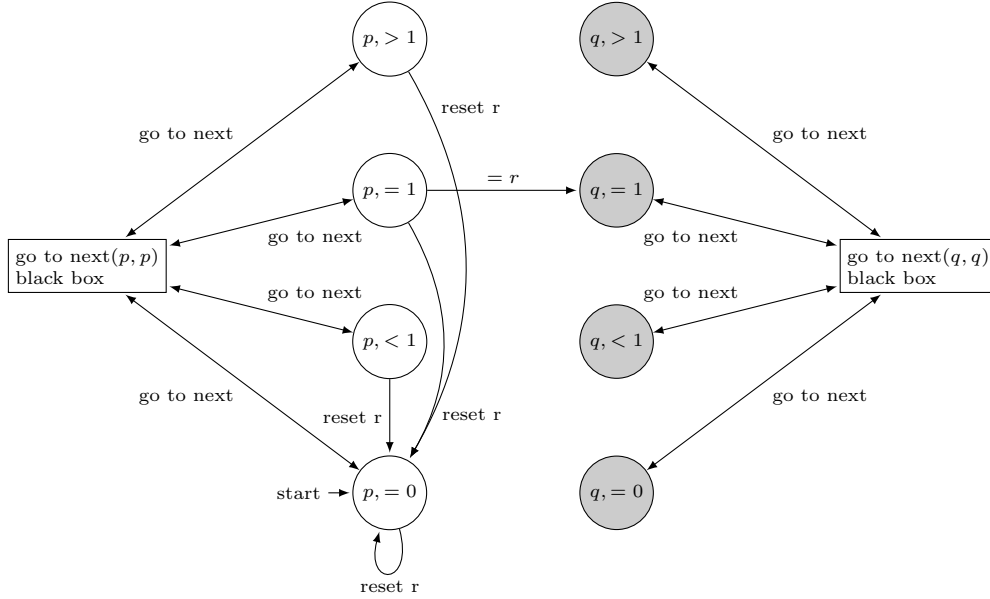 p, > 1
q, > 1
reset r
go to next
go to next
= r
p, = 1
q, = 1
go to next
go to next
go to next(p, p)
black box
go to next(q, q)
black box
go to next
go to next
p, < 1
q, < 1
go to next
go to next
reset r
reset r
start
p, = 0
q, = 0
reset r